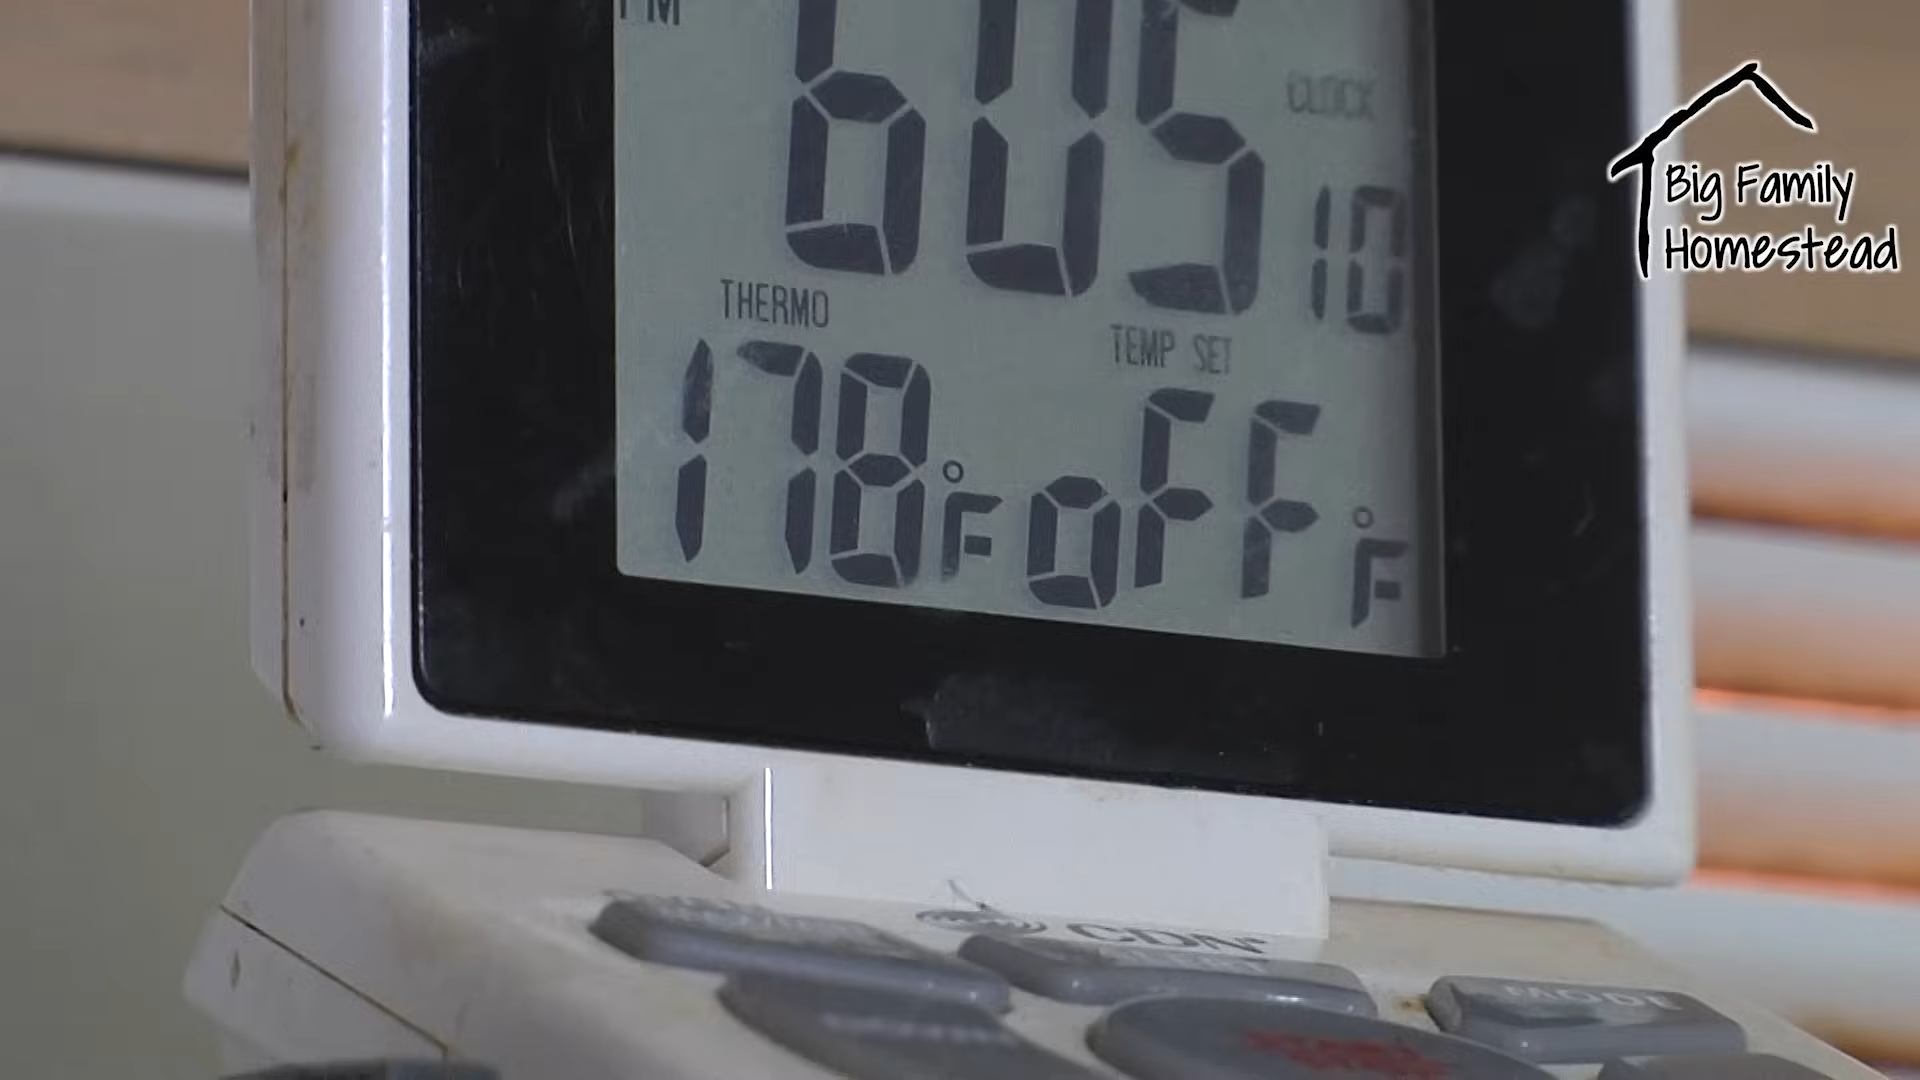 PM
605
CLOCK
10
THERMO
TEMP SET
178°F OFF °F
CDN
MODE
Big Family
Homestead